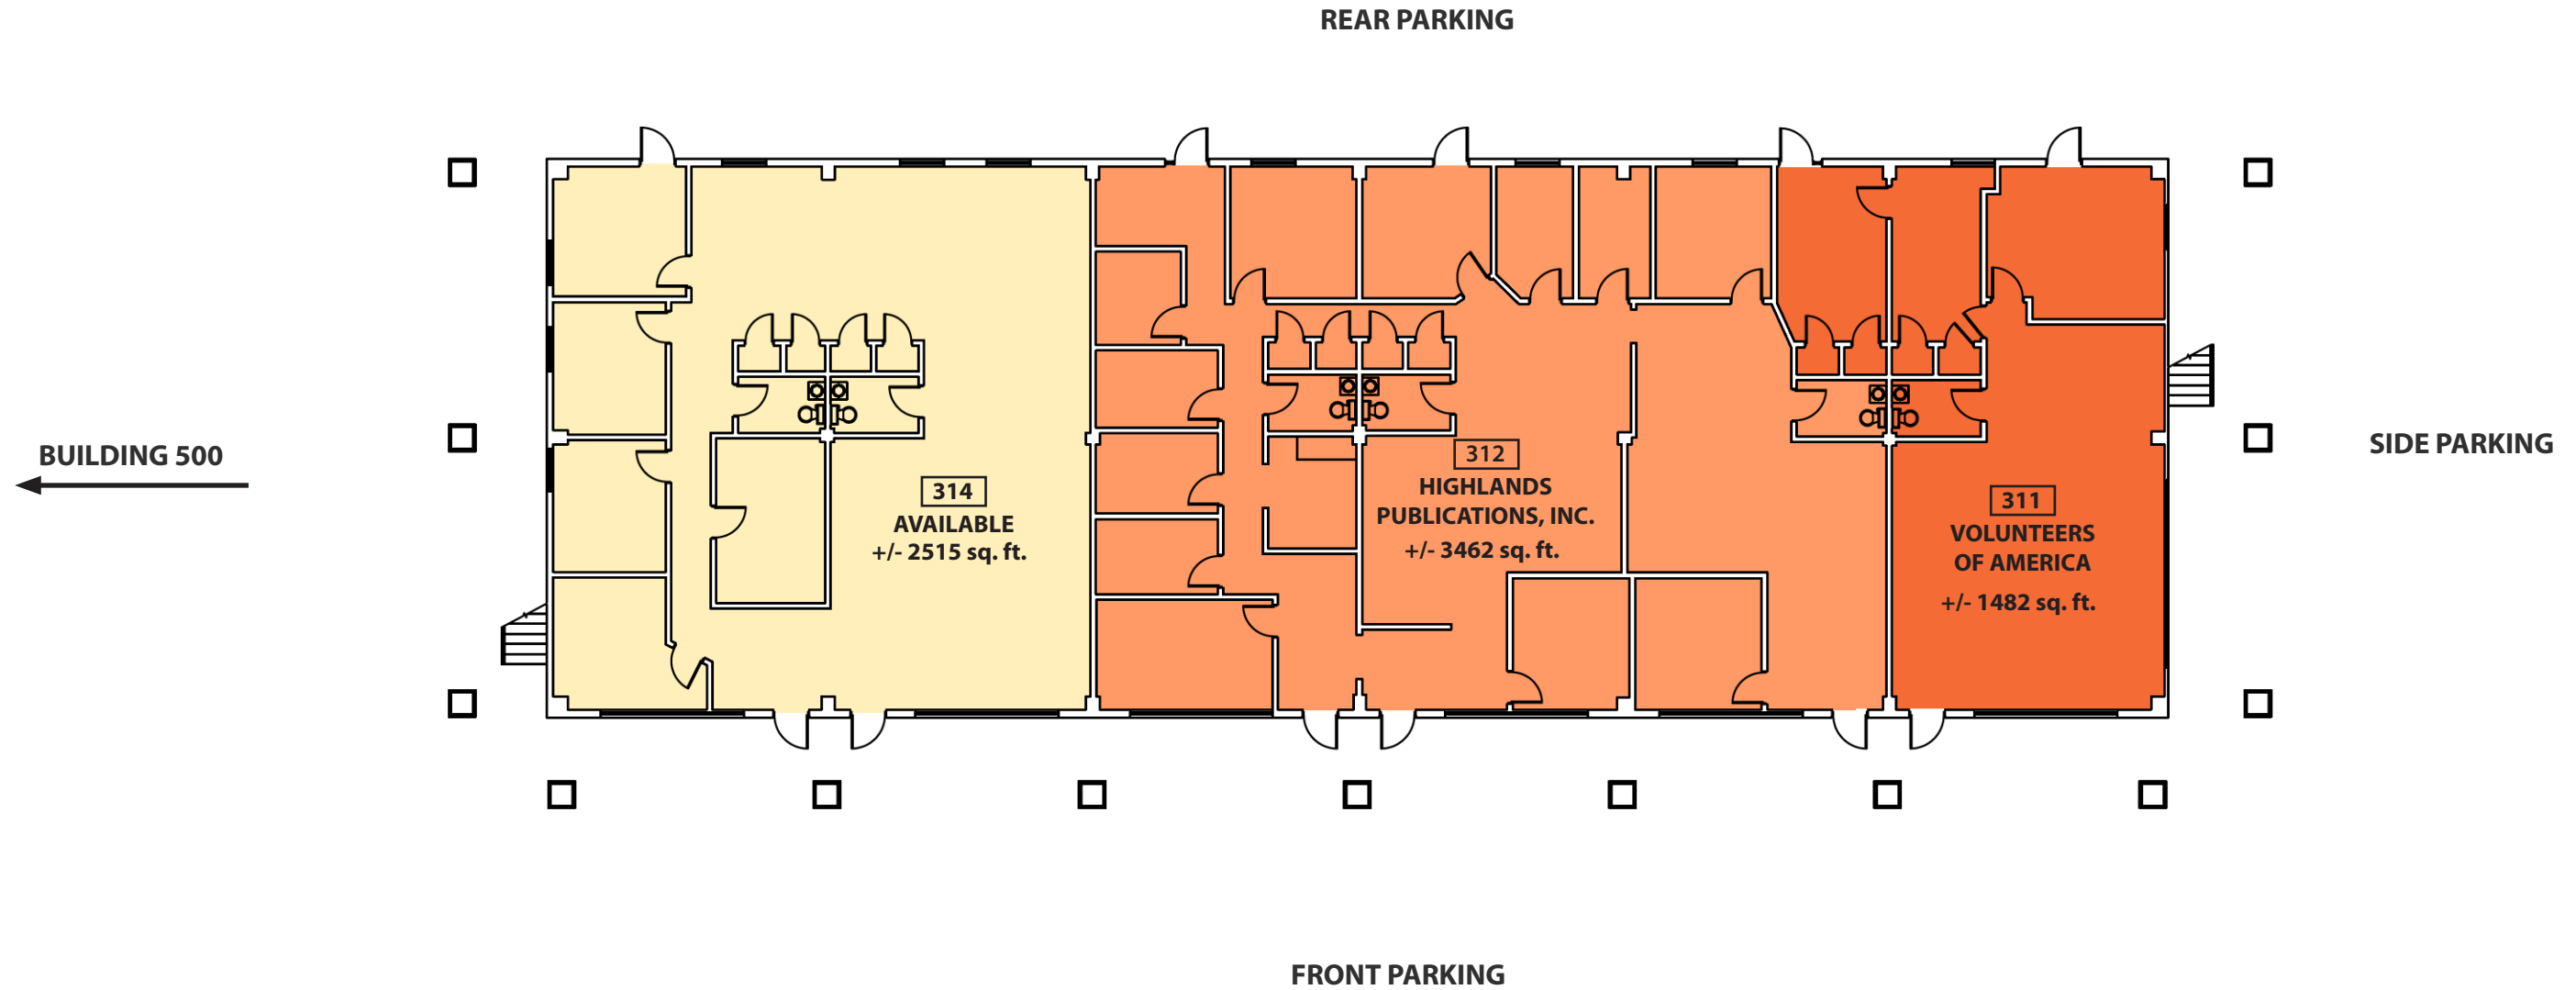 REAR PARKING
BUILDING 500
314
AVAILABLE
+/- 2515 sq. ft.
312
HIGHLANDS
PUBLICATIONS, INC.
+/- 3462 sq. ft.
311
VOLUNTEERS
OF AMERICA
+/- 1482 sq. ft.
SIDE PARKING
FRONT PARKING